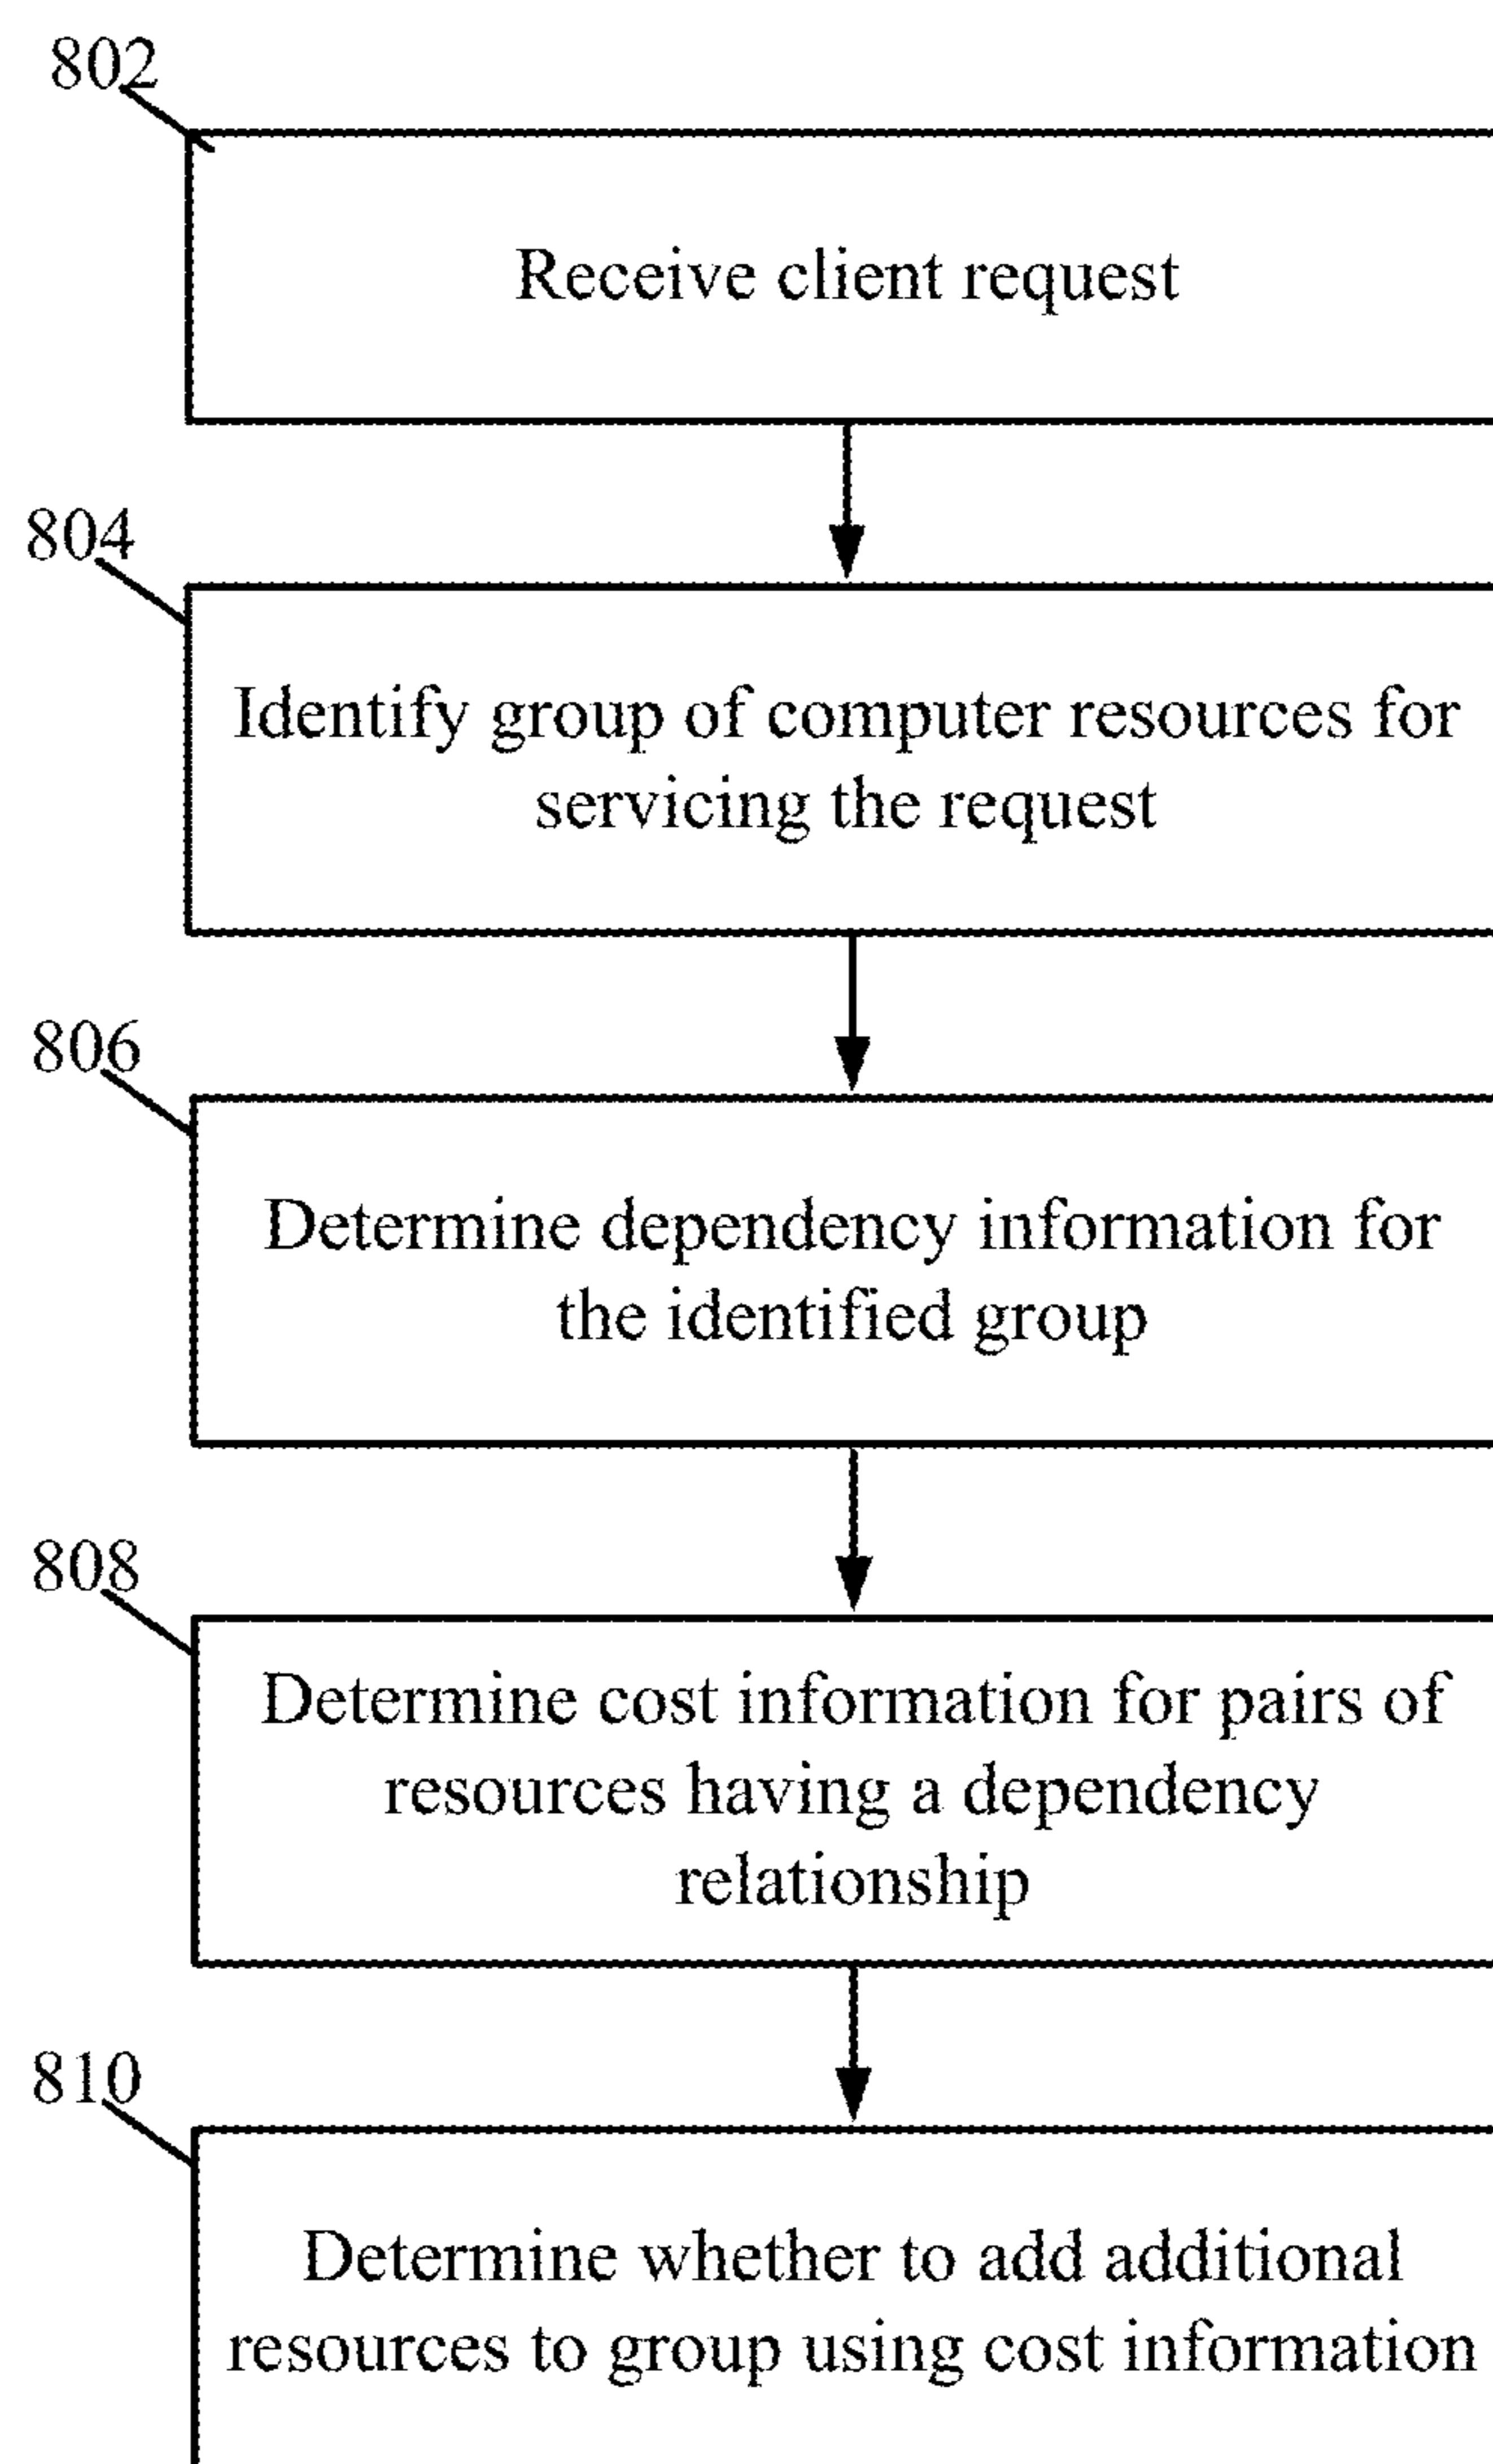 802
Receive client request
804
Identify group of computer resources for
servicing the request
806
Determine dependency information for
the identified group
808
Determine cost information for pairs of
resources having a dependency
relationship
810
Determine whether to add additional
resources to group using cost information